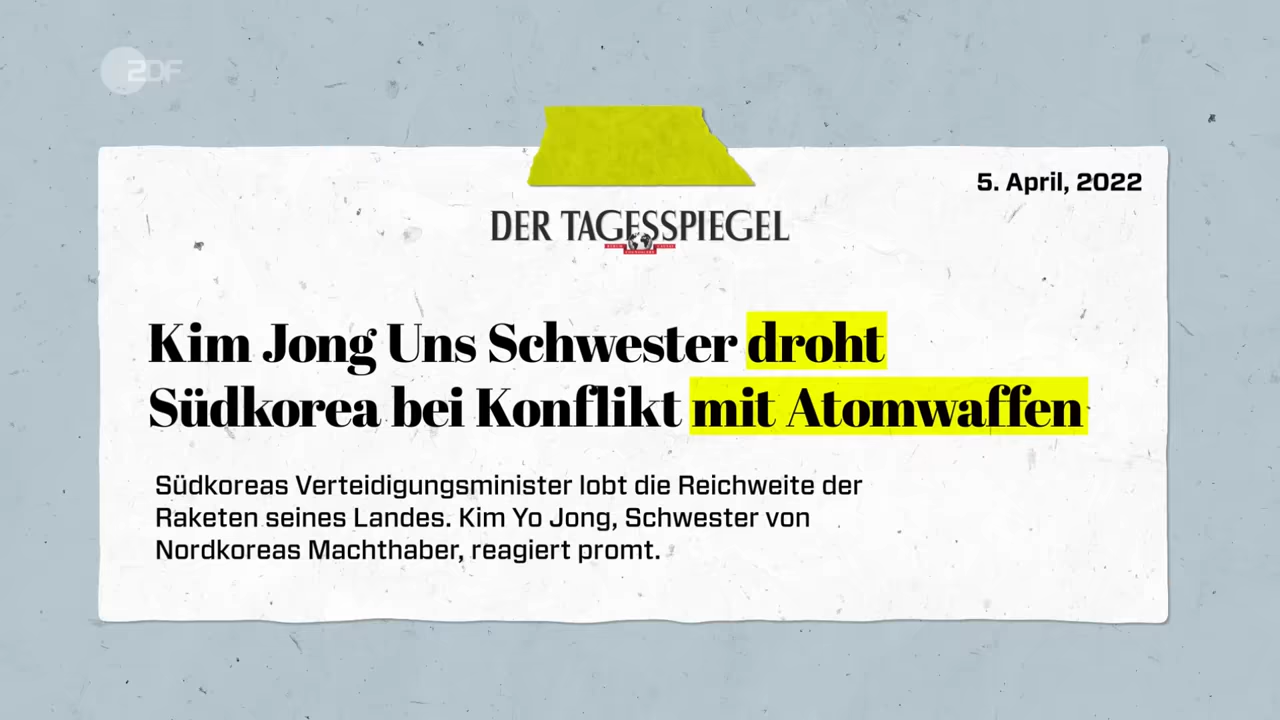 ZDF
5. April, 2022
DER TAGESSPIEGEL
Kim Jong Uns Schwester droht
Südkorea bei Konflikt mit Atomwaffen
Südkoreas Verteidigungsminister lobt die Reichweite der
Raketen seines Landes. Kim Yo Jong, Schwester von
Nordkoreas Machthaber, reagiert promt.